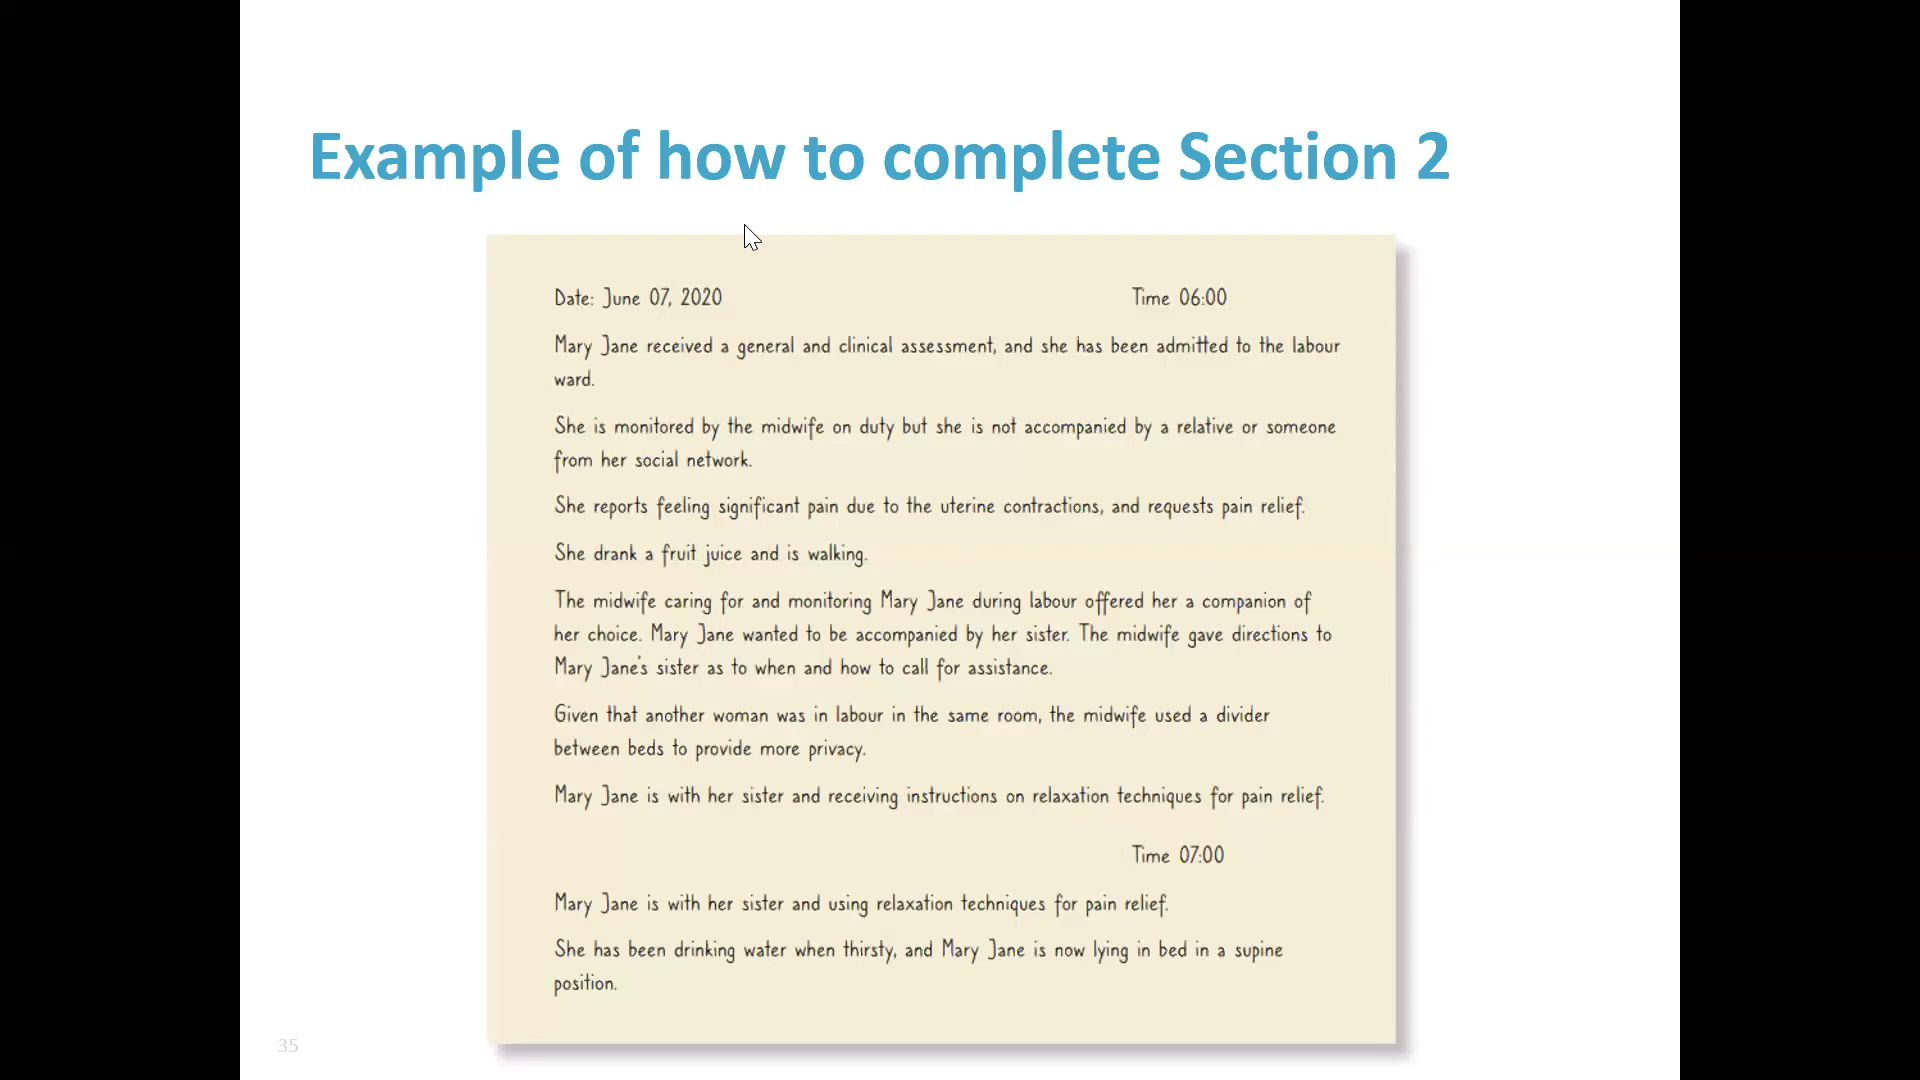 Example of how to complete Section 2
Date: June 07, 2020 Time 06:00
Mary Jane received a general and clinical assessment, and she has been admitted to the labour
ward.
She is monitored by the midwife on duty but she is not accompanied by a relative or someone
from her social network.
She reports feeling significant pain due to the uterine contractions, and requests pain relief.
She drank a fruit juice and is walking.
The midwife caring for and monitoring Mary Jane during labour offered her a companion of
her choice. Mary Jane wanted to be accompanied by her sister. The midwife gave directions to
Mary Jane's sister as to when and how to call for assistance.
Given that another woman was in labour in the same room, the midwife used a divider
between beds to provide more privacy.
Mary Jane is with her sister and receiving instructions on relaxation techniques for pain relief.
Time 07:00
Mary Jane is with her sister and using relaxation techniques for pain relief.
She has been drinking water when thirsty, and Mary Jane is now lying in bed in a supine
position.
35